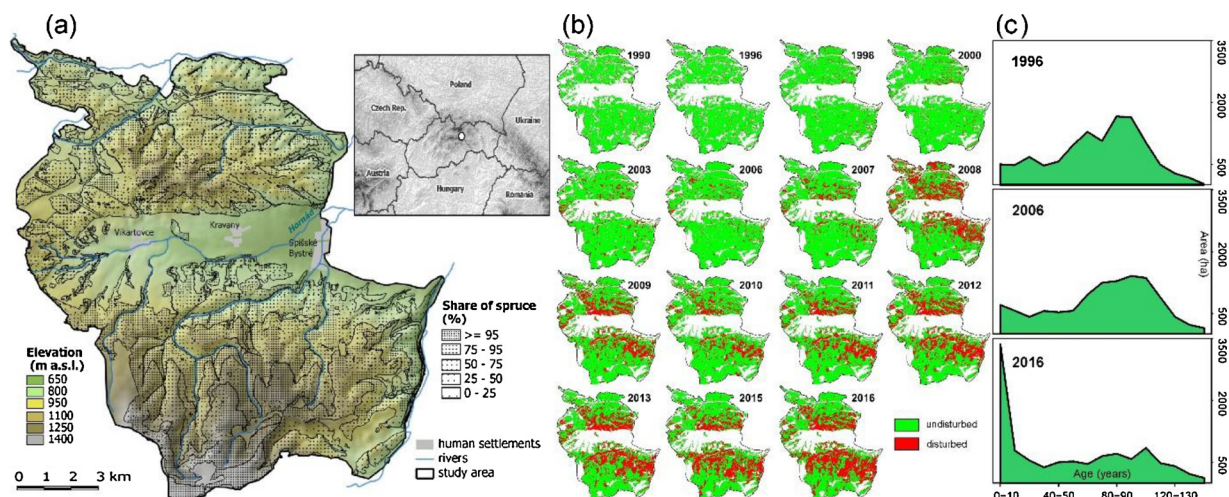 (a)
Poland
Czech Rep.
Ukraine
Austria
Hungary
Romania
Vikartovce
Kravany
Hornád
Spišské
Bystré
Share of spruce
(%)
>= 95
75 - 95
50 - 75
25 - 50
0 - 25
Elevation
(m a.s.l.)
650
800
950
1100
1250
1400
human settlements
rivers
study area
0 1 2 3 km
(b)
1990 1996 1998 2000
2003 2006 2007 2008
2009 2010 2011 2012
2013 2015 2016
undisturbed
disturbed
(c)
1996
3500
2000
500
2006
3500
2000
500
Area (ha)
2016
3500
2000
500
Age (years)
0-10 40-50 80-90 120-130